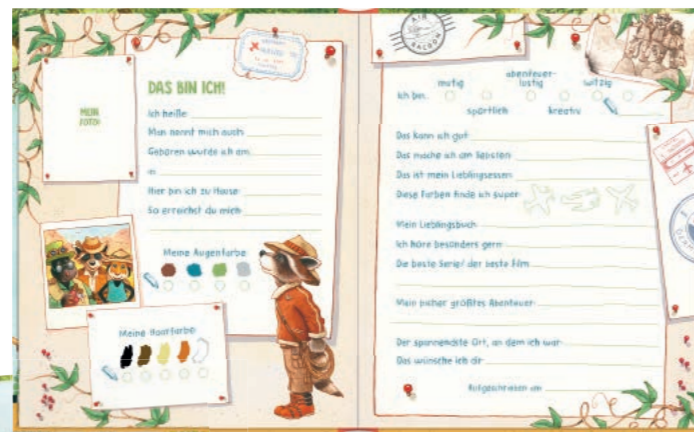 MEIN
FOTO!
DAS BIN ICH!
Ich heiße
Man nennt mich auch
Geboren wurde ich am
in
Hier bin ich zu Hause
So erreichst du mich
Meine Augenfarbe
Meine Haarfarbe
AIR
RACOON
Ich bin
mutig
abenteuer-
lustig
witzig
sportlich
kreativ
Das kann ich gut
Das mache ich am liebsten
Das ist mein Lieblingsessen
Diese Farben finde ich super
Mein Lieblingsbuch
Ich höre besonders gern
Die beste Serie/ der beste Film
Mein bisher größtes Abenteuer
Der spannendste Ort, an dem ich war
Das wünsche ich dir
Aufgeschrieben am